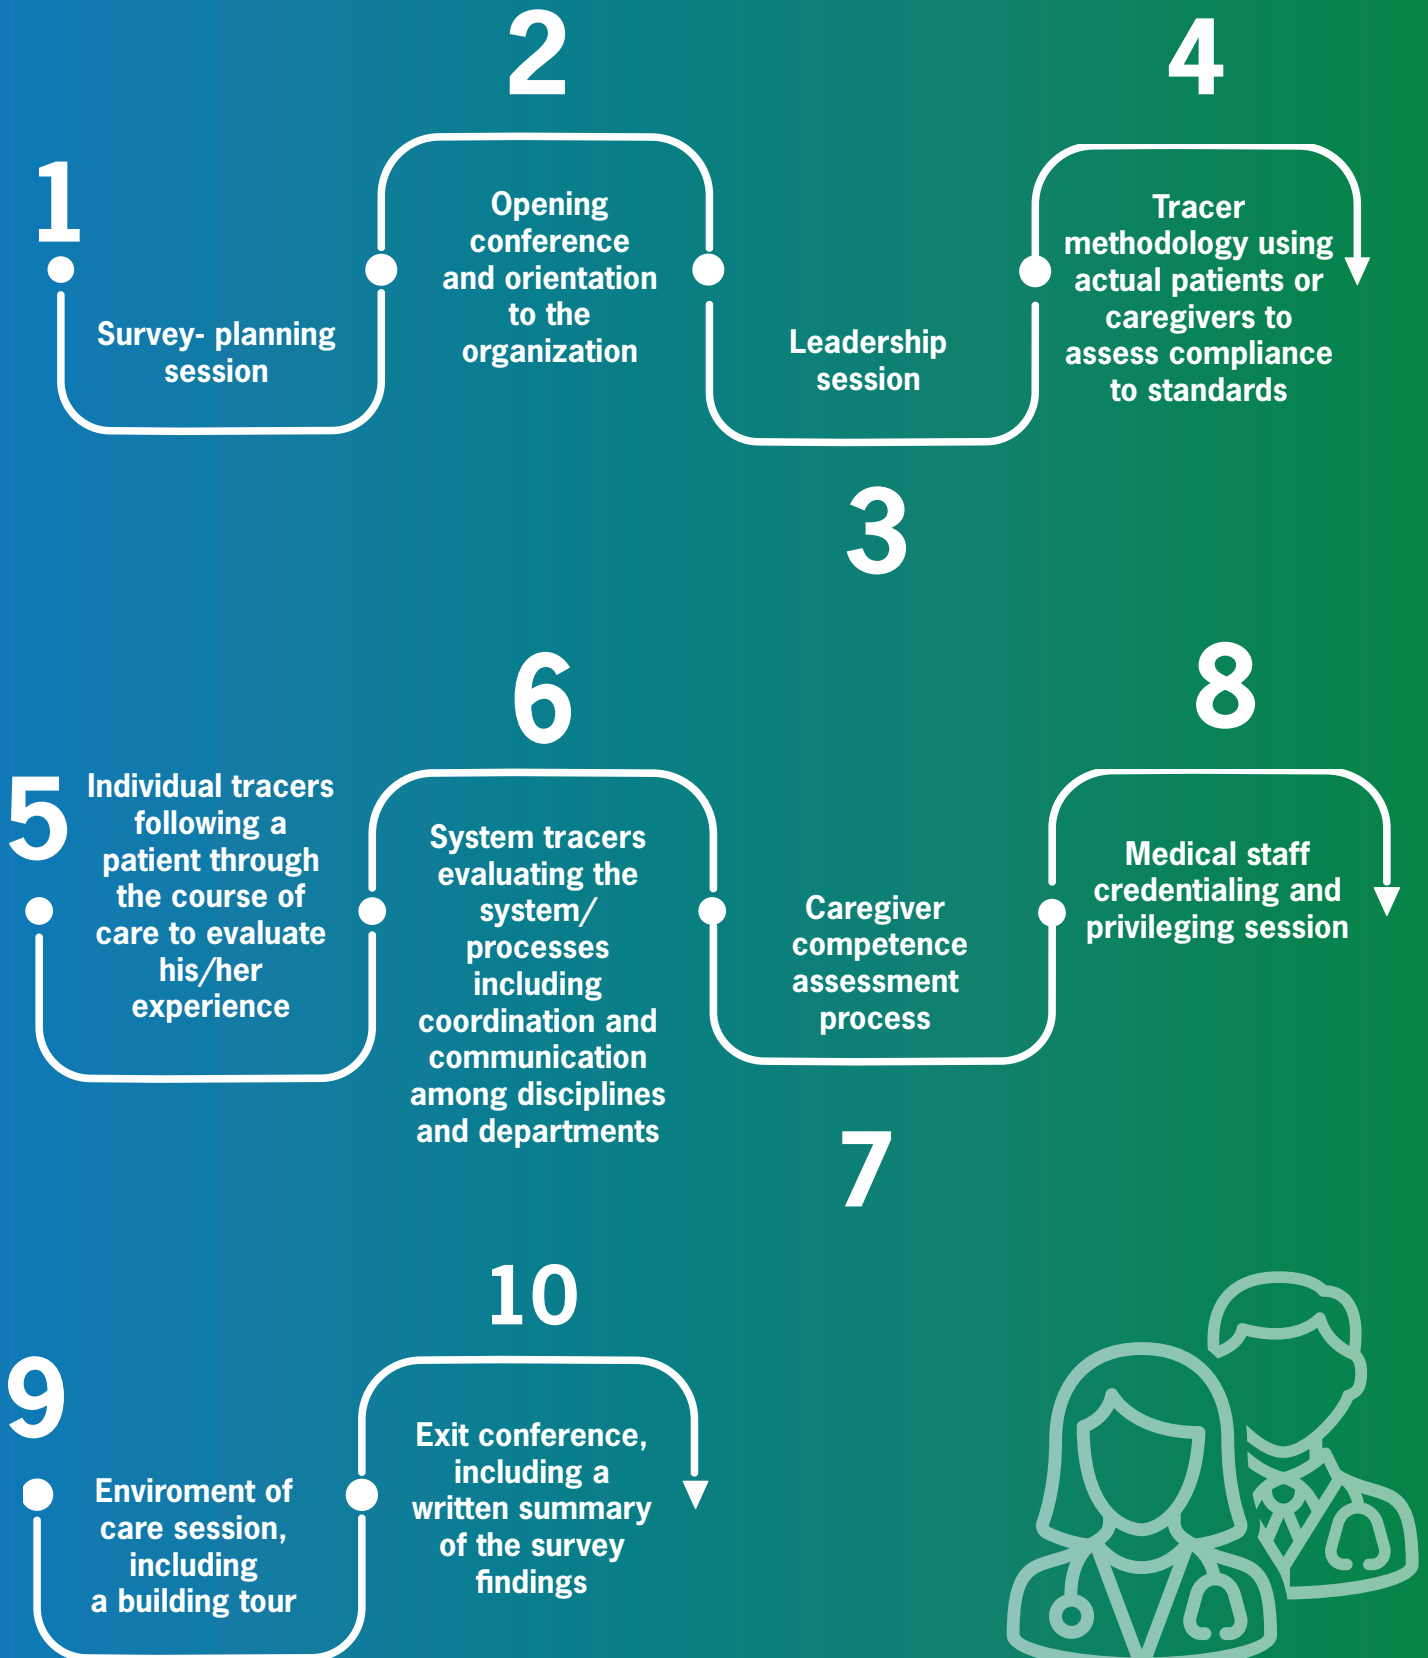 1
Survey- planning
session
2
Opening
conference
and orientation
to the
organization
3
Leadership
session
4
Tracer
methodology using
actual patients or
caregivers to
assess compliance
to standards
5
Individual tracers
following a
patient through
the course of
care to evaluate
his/her
experience
6
System tracers
evaluating the
system/
processes
including
coordination and
communication
among disciplines
and departments
7
Caregiver
competence
assessment
process
8
Medical staff
credentialing and
privileging session
9
Enviroment of
care session,
including
a building tour
10
Exit conference,
including a
written summary
of the survey
findings